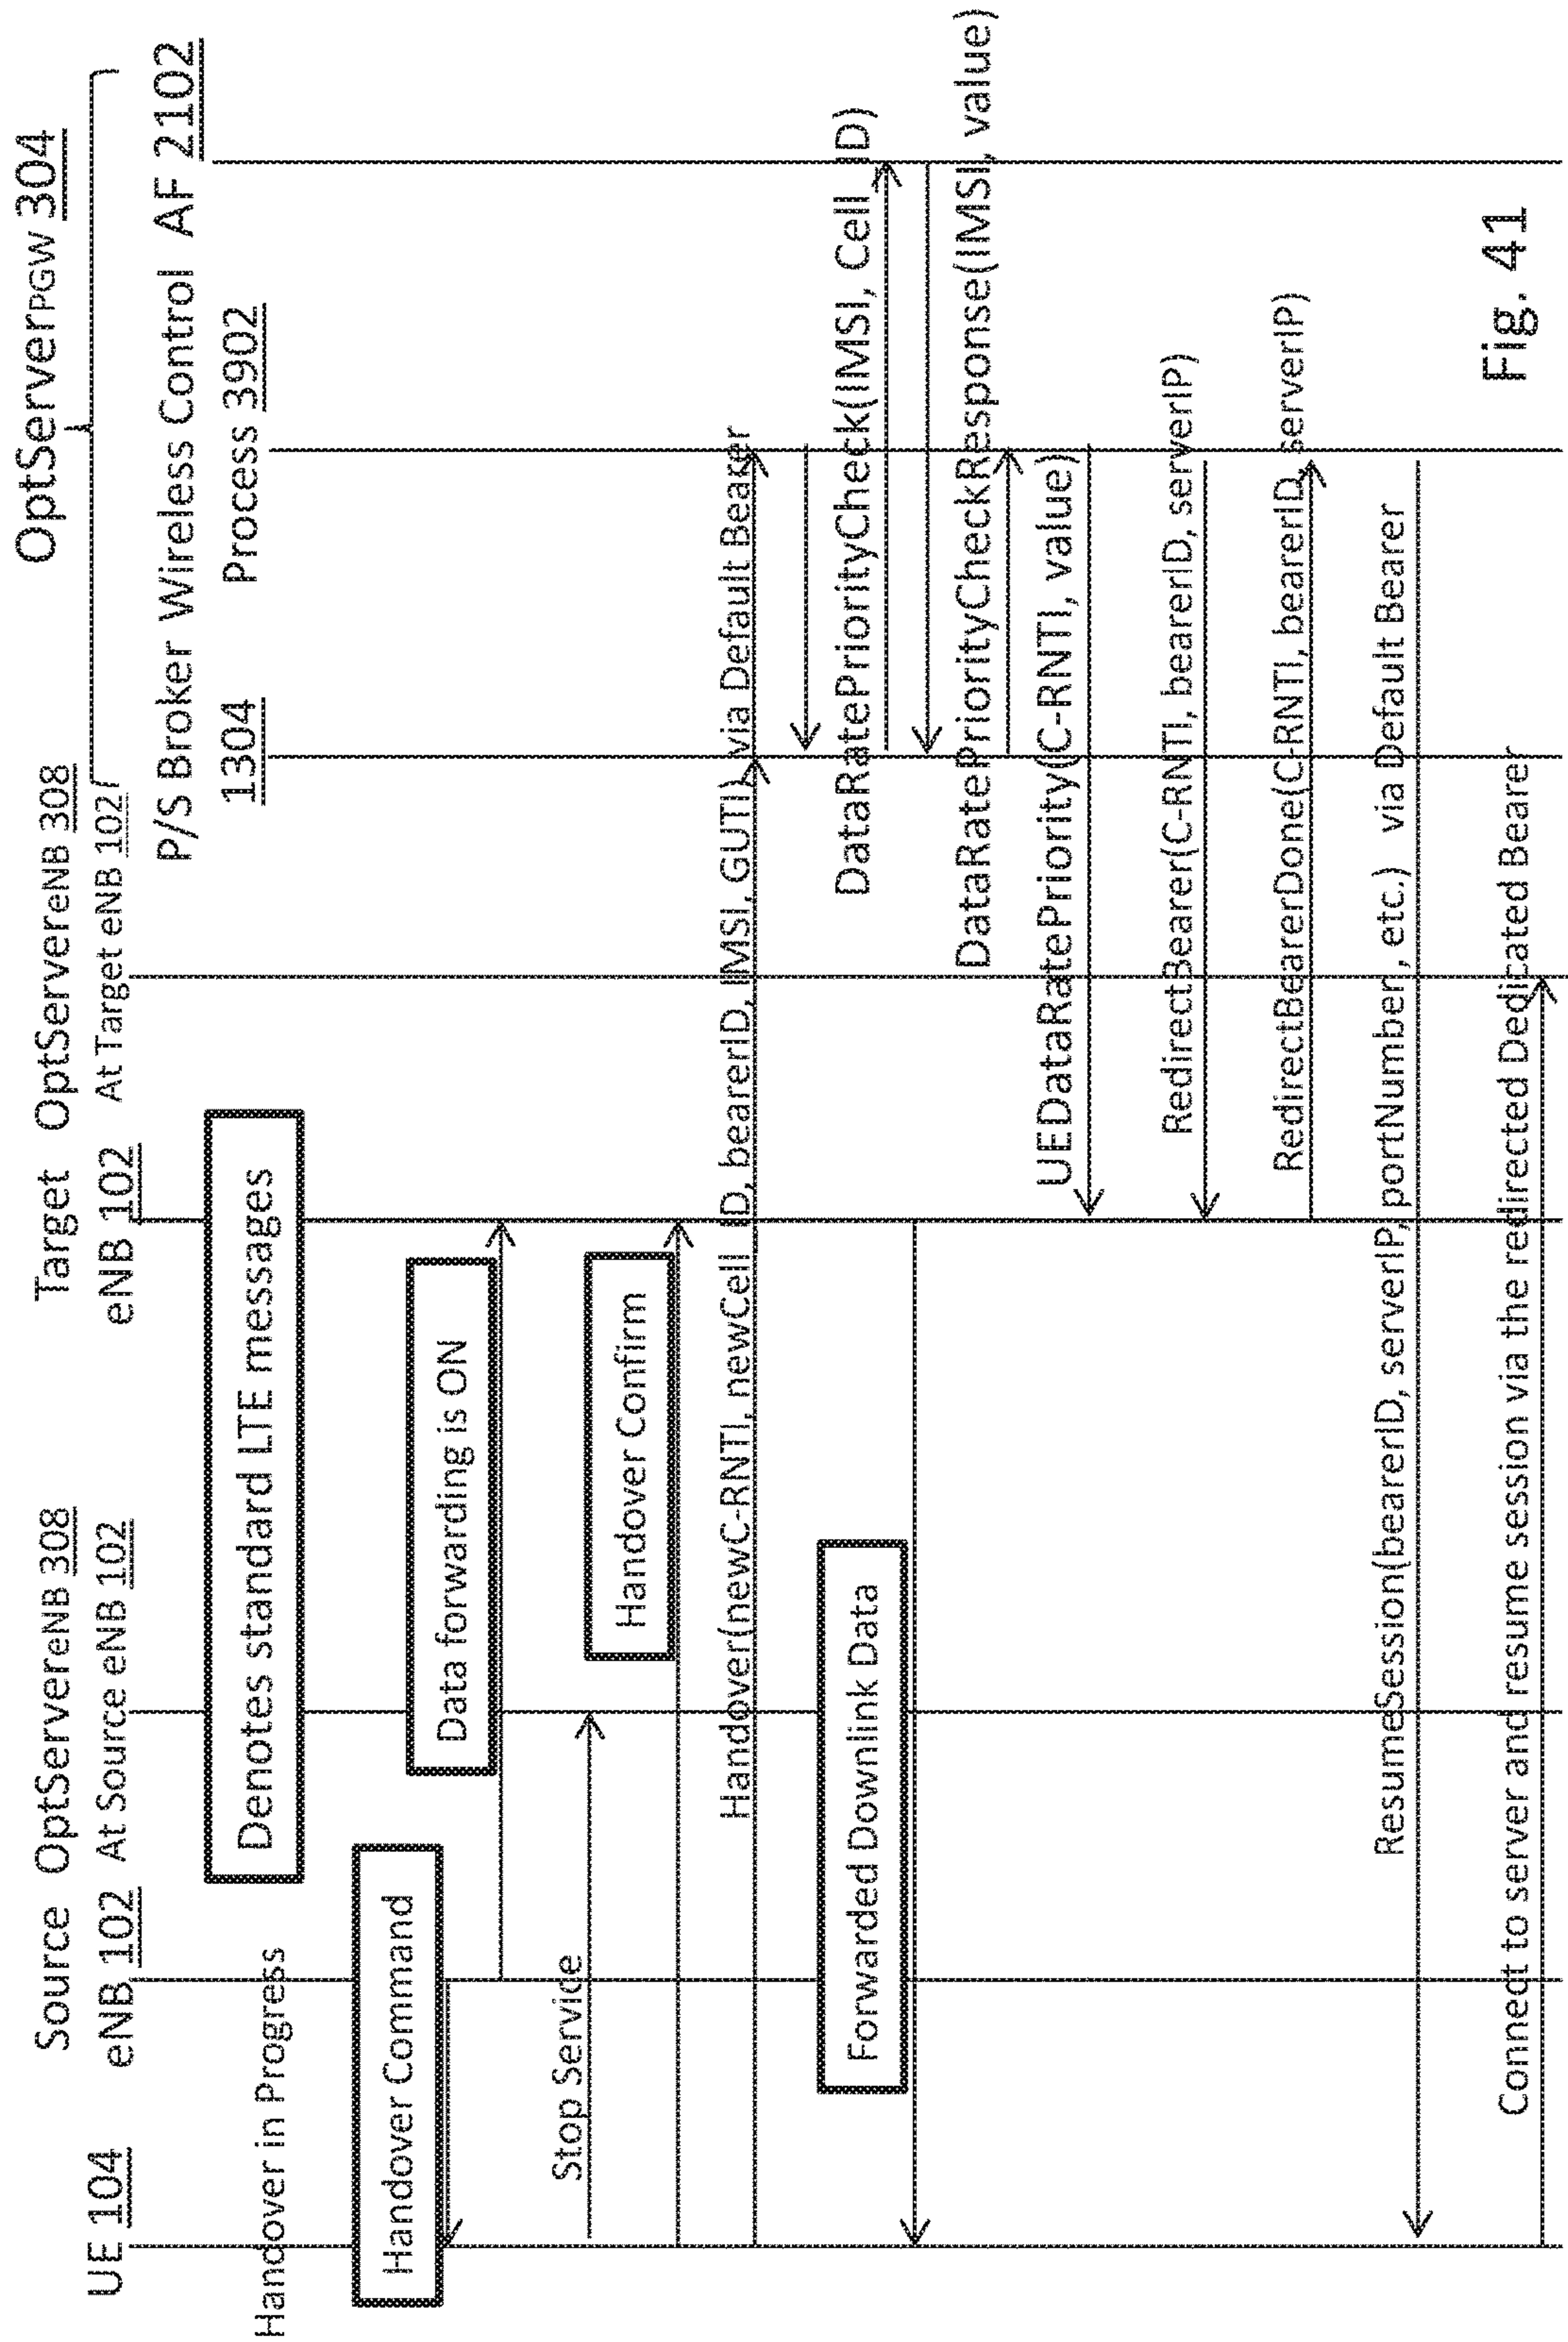 OptServerPGW 304
Source OptServereNB 308
Target OptServereNB 308
UE 104
eNB 102 At Source eNB 102
eNB 102
At Target eNB 102
P/S Broker Wireless Control AF 2102
1304
Process 3902
Denotes standard LTE messages
Handover in Progress
Handover Command
Data forwarding is ON
Stop Service
Handover Confirm
Handover(newC-RNTI, newCell ID, bearerID, IMSI, GUTI) via Default Bearer
Forwarded Downlink Data
DataRatePriorityCheck(IMSI, Cell ID)
DataRatePriorityCheckResponse(IMSI, value)
UEDataRatePriority(C-RNTI, value)
RedirectBearer(C-RNTI, bearerID, serverIP)
RedirectBearerDone(C-RNTI, bearerID, serverIP)
ResumeSession(bearerID, serverIP, portNumber, etc.) via Default Bearer
Connect to server and resume session via the redirected Dedicated Bearer
Fig. 41